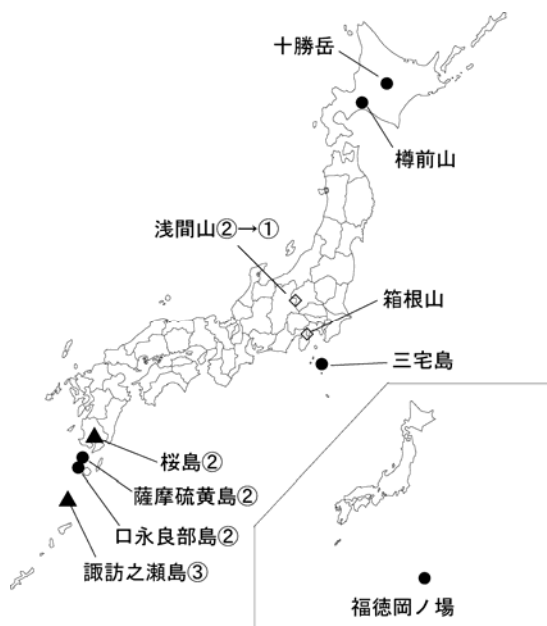 十勝岳
樽前山
浅間山②→①
箱根山
三宅島
桜島②
薩摩硫黄島②
口永良部島②
諏訪之瀬島③
福徳岡ノ場